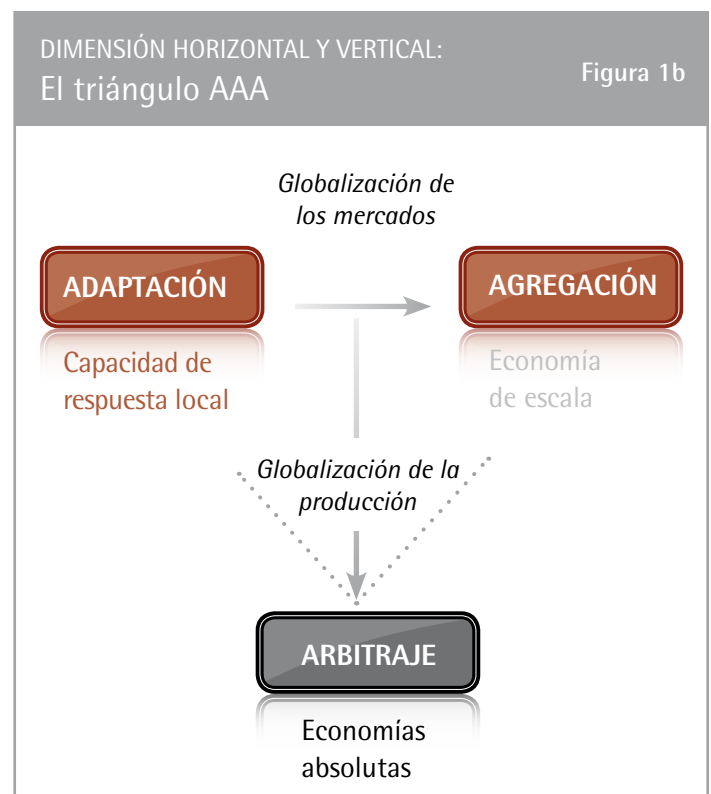 DIMENSIÓN HORIZONTAL Y VERTICAL:
El triángulo AAA
Figura 1b
Globalización de
los mercados
ADAPTACIÓN
AGREGACIÓN
Capacidad de
respuesta local
Economía
de escala
Globalización de la
producción
ARBITRAJE
Economías
absolutas